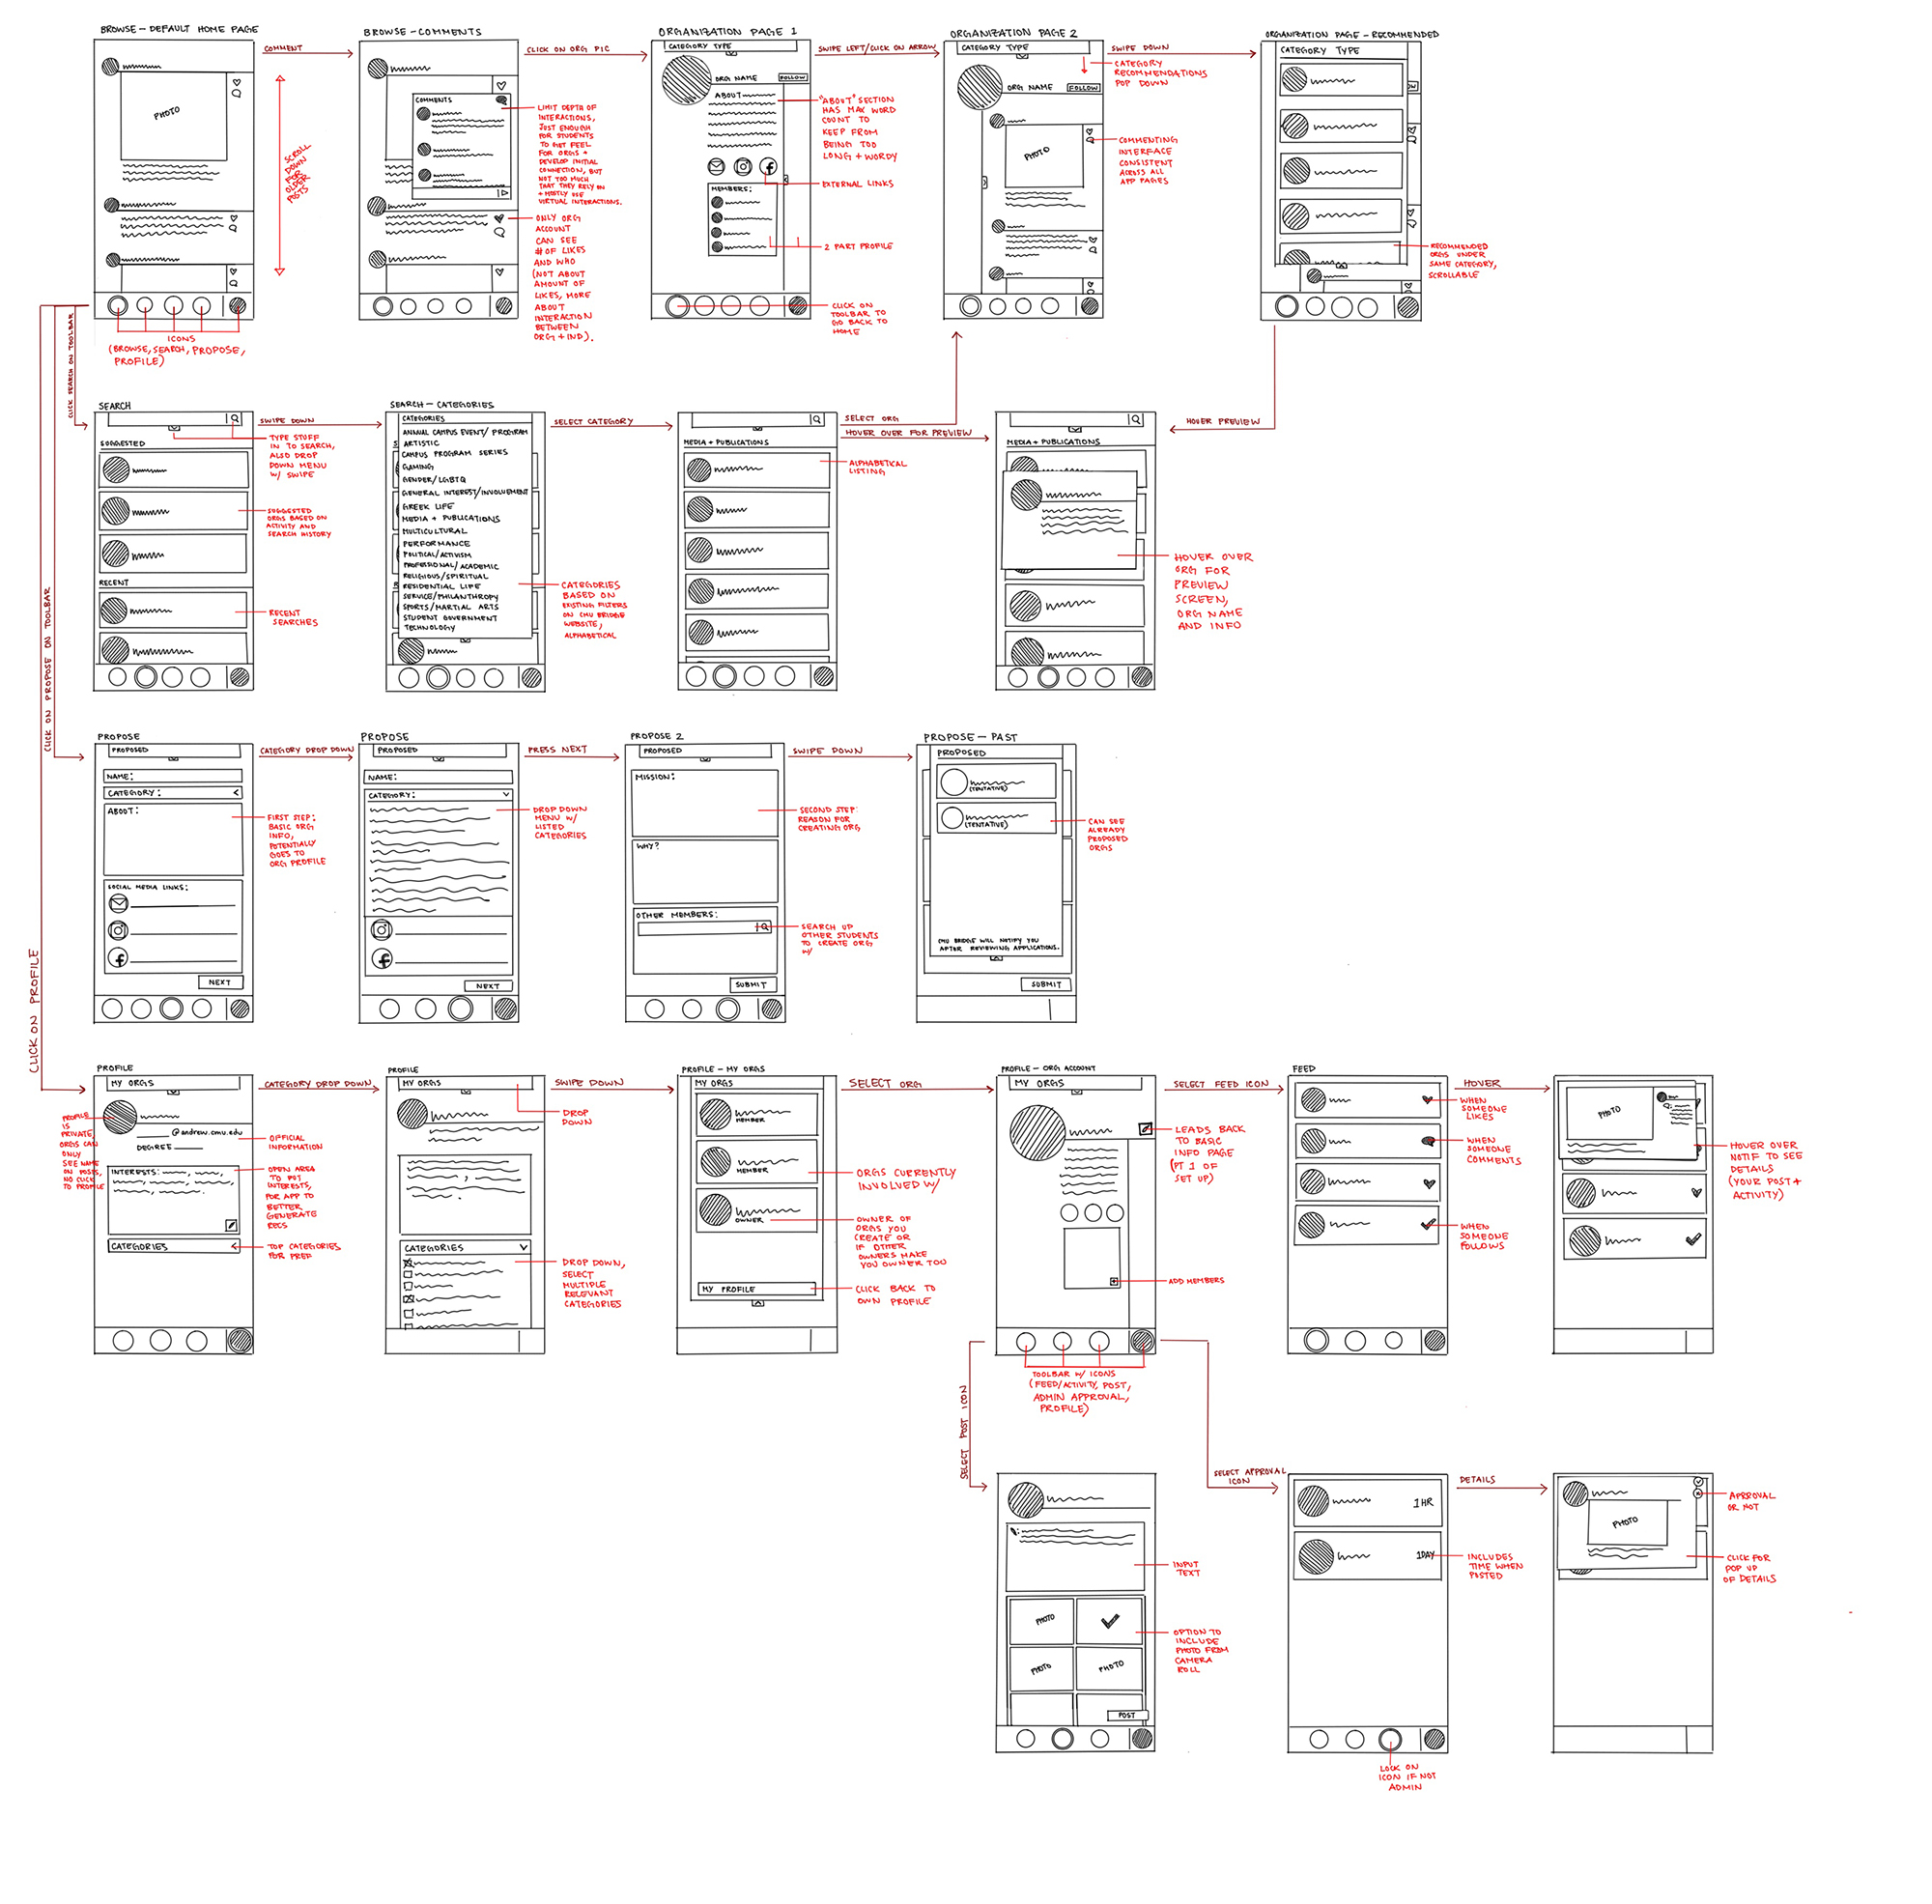 BROWSE - DEFAULT HOME PAGE
PHOTO
SCROLL
DOWN
FOR
OLDER
POSTS
ICONS
(BROWSE, SEARCH, PROPOSE,
PROFILE)
COMMENT
BROWSE - COMMENTS
COMMENTS
LIMIT DEPTH OF
INTERACTIONS,
JUST ENOUGH
FOR STUDENTS
TO GET FEEL
FOR ORGS +
DEVELOP INITIAL
CONNECTION, BUT
NOT TOO MUCH
THAT THEY RELY ON
+ MOSTLY USE
VIRTUAL INTERACTIONS.
ONLY ORG
ACCOUNT
CAN SEE
# OF LIKES
AND WHO
(NOT ABOUT
AMOUNT OF
LIKES, MORE
ABOUT
INTERACTION
BETWEEN
ORG + IND).
CLICK ON ORG PIC
ORGANIZATION PAGE 1
CATEGORY TYPE
ORG NAME
FOLLOW
ABOUT
MEMBERS:
"ABOUT" SECTION
HAS MAX WORD
COUNT TO
KEEP FROM
BEING TOO
LONG + WORDY
EXTERNAL LINKS
2 PART PROFILE
CLICK ON
TOOLBAR TO
GO BACK TO
HOME
SWIPE LEFT/CLICK ON ARROW
ORGANIZATION PAGE 2
CATEGORY TYPE
ORG NAME
FOLLOW
PHOTO
SWIPE DOWN
CATEGORY
RECOMMENDATIONS
POP DOWN
COMMENTING
INTERFACE
CONSISTENT
ACROSS ALL
APP PAGES
ORGANIZATION PAGE - RECOMMENDED
CATEGORY TYPE
RECOMMENDED
ORGS UNDER
SAME CATEGORY,
SCROLLABLE
CLICK SEARCH ON TOOLBAR
SEARCH
SUGGESTED
RECENT
SWIPE DOWN
TYPE STUFF
IN TO SEARCH,
ALSO DROP
DOWN MENU
W/ SWIPE
SUGGESTED
ORGS BASED ON
ACTIVITY AND
SEARCH HISTORY
RECENT
SEARCHES
SEARCH - CATEGORIES
CATEGORIES
ANNUAL CAMPUS EVENT/PROGRAM
ARTISTIC
CAMPUS PROGRAM SERIES
GAMING
GENDER/LGBTQ
GENERAL INTEREST/INVOLVEMENT
GREEK LIFE
MEDIA + PUBLICATIONS
MULTICULTURAL
PERFORMANCE
POLITICAL/ACTIVISM
PROFESSIONAL/ACADEMIC
RELIGIOUS/SPIRITUAL
RESIDENTIAL LIFE
SERVICE/PHILANTHROPY
SPORTS/MARTIAL ARTS
STUDENT GOVERNMENT
TECHNOLOGY
SELECT CATEGORY
CATEGORIES
BASED ON
EXISTING FILTERS
ON CMU BRIDGE
WEBSITE,
ALPHABETICAL
MEDIA + PUBLICATIONS
SELECT ORG
HOVER OVER FOR PREVIEW
ALPHABETICAL
LISTING
MEDIA + PUBLICATIONS
HOVER PREVIEW
HOVER OVER
ORG FOR
PREVIEW
SCREEN,
ORG NAME
AND INFO
CLICK ON PROPOSE ON TOOLBAR
PROPOSE
PROPOSED
NAME:
CATEGORY:
ABOUT:
SOCIAL MEDIA LINKS:
NEXT
CATEGORY DROP DOWN
FIRST STEP:
BASIC ORG
INFO,
POTENTIALLY
GOES TO
ORG PROFILE
PROPOSE
PROPOSED
NAME:
CATEGORY:
NEXT
PRESS NEXT
DROP DOWN
MENU W/
LISTED
CATEGORIES
PROPOSE 2
PROPOSED
MISSION:
WHY?
OTHER MEMBERS:
SUBMIT
SWIPE DOWN
SECOND STEP:
REASON FOR
CREATING ORG
SEARCH UP
OTHER STUDENTS
TO CREATE ORG
W/
PROPOSE - PAST
PROPOSED
(TENTATIVE)
(TENTATIVE)
CMU BRIDGE WILL NOTIFY YOU
AFTER REVIEWING APPLICATIONS.
SUBMIT
CAN SEE
ALREADY
PROPOSED
ORGS
CLICK ON PROFILE
PROFILE
MY ORGS
@andrew.cmu.edu
DEGREE
INTERESTS:
CATEGORIES
PROFILE
IS
PRIVATE,
ORGS CAN
ONLY
SEE NAME
ON POSTS,
NO CLICK
TO PROFILE
CATEGORY DROP DOWN
OFFICIAL
INFORMATION
OPEN AREA
TO PUT
INTERESTS,
FOR APP TO
BETTER
GENERATE
RECS
TOP CATEGORIES
FOR PREF
PROFILE
MY ORGS
CATEGORIES
SWIPE DOWN
DROP
DOWN
DROP DOWN,
SELECT
MULTIPLE
RELEVANT
CATEGORIES
PROFILE - MY ORGS
MY ORGS
MEMBER
MEMBER
OWNER
MY PROFILE
SELECT ORG
ORGS CURRENTLY
INVOLVED W/
OWNER OF
ORGS YOU
CREATE OR
IF OTHER
OWNERS MAKE
YOU OWNER TOO
CLICK BACK TO
OWN PROFILE
PROFILE - ORG ACCOUNT
MY ORGS
SELECT FEED ICON
LEADS BACK
TO BASIC
INFO PAGE
(PT 1 OF
SET UP)
ADD MEMBERS
TOOLBAR W/ ICONS
(FEED/ACTIVITY, POST,
ADMIN APPROVAL,
PROFILE)
FEED
HOVER
WHEN
SOMEONE
LIKES
WHEN
SOMEONE
COMMENTS
WHEN
SOMEONE
FOLLOWS
PHOTO
HOVER OVER
NOTIF TO SEE
DETAILS
(YOUR POST +
ACTIVITY)
SELECT POST ICON
INPUT
TEXT
PHOTO
PHOTO
PHOTO
POST
OPTION TO
INCLUDE
PHOTO FROM
CAMERA
ROLL
SELECT APPROVAL
ICON
1 HR
1 DAY
INCLUDES
TIME WHEN
POSTED
LOCK ON
ICON IF NOT
ADMIN
DETAILS
PHOTO
APPROVAL
OR NOT
CLICK FOR
POP UP
OF DETAILS